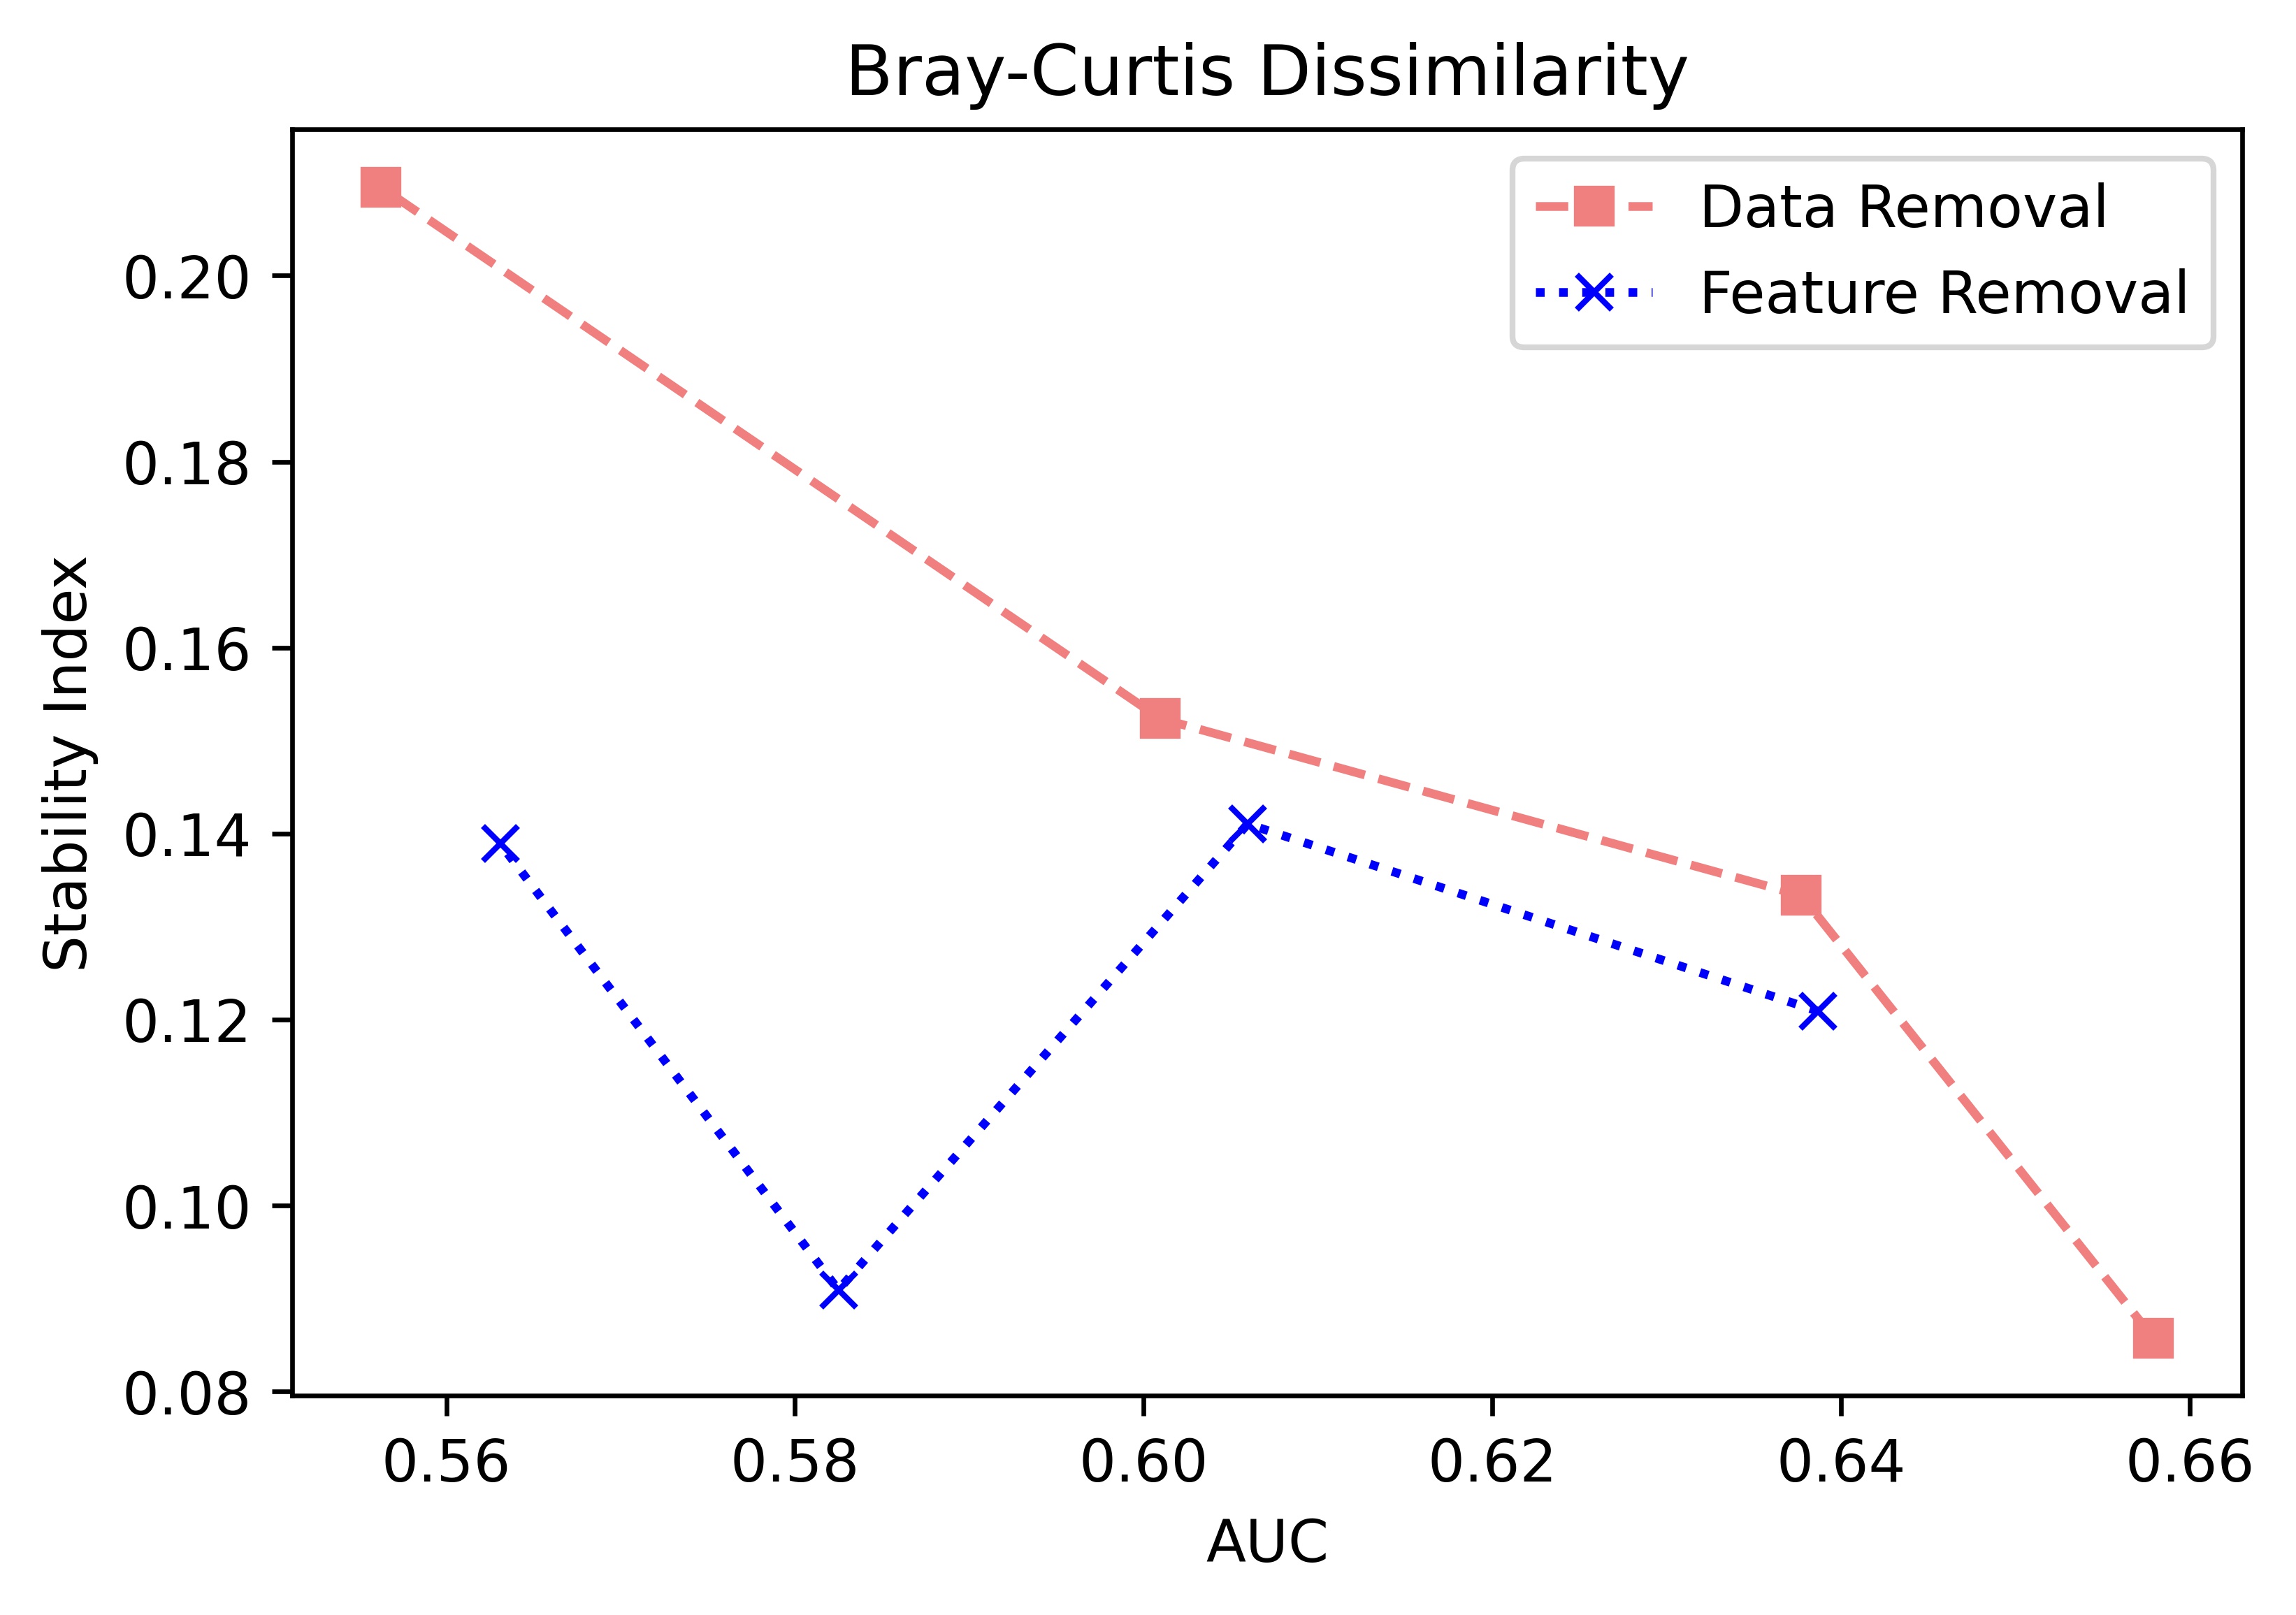 Bray-Curtis Dissimilarity
Data Removal
Feature Removal
Stability Index
0.20
0.18
0.16
0.14
0.12
0.10
0.08
0.56 0.58 0.60 0.62 0.64 0.66
AUC